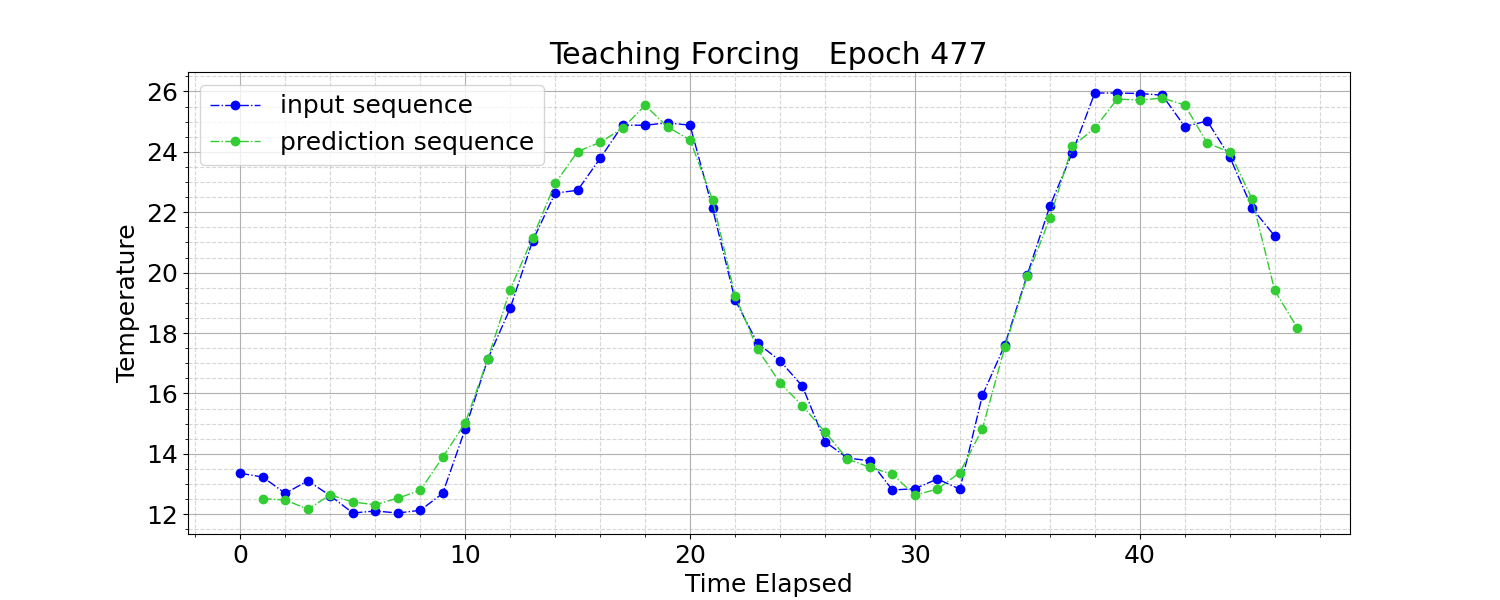 Teaching Forcing   Epoch 477
input sequence
prediction sequence
26
24
22
20
18
16
14
12
Temperature
0 10 20 30 40
Time Elapsed